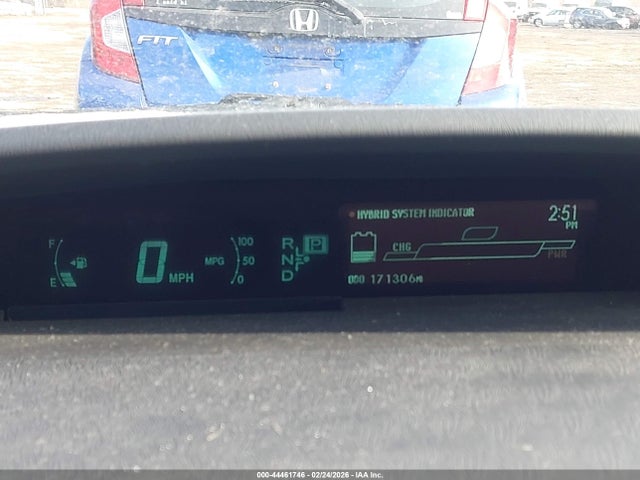 FIT
HYBRID SYSTEM INDICATOR
2:51
PM
F
E
0 MPH
MPG
100
50
0
R
N
D
P
CHG
PWR
ODO 171306MI
000-44461746 - 02/24/2026 - IAA Inc.